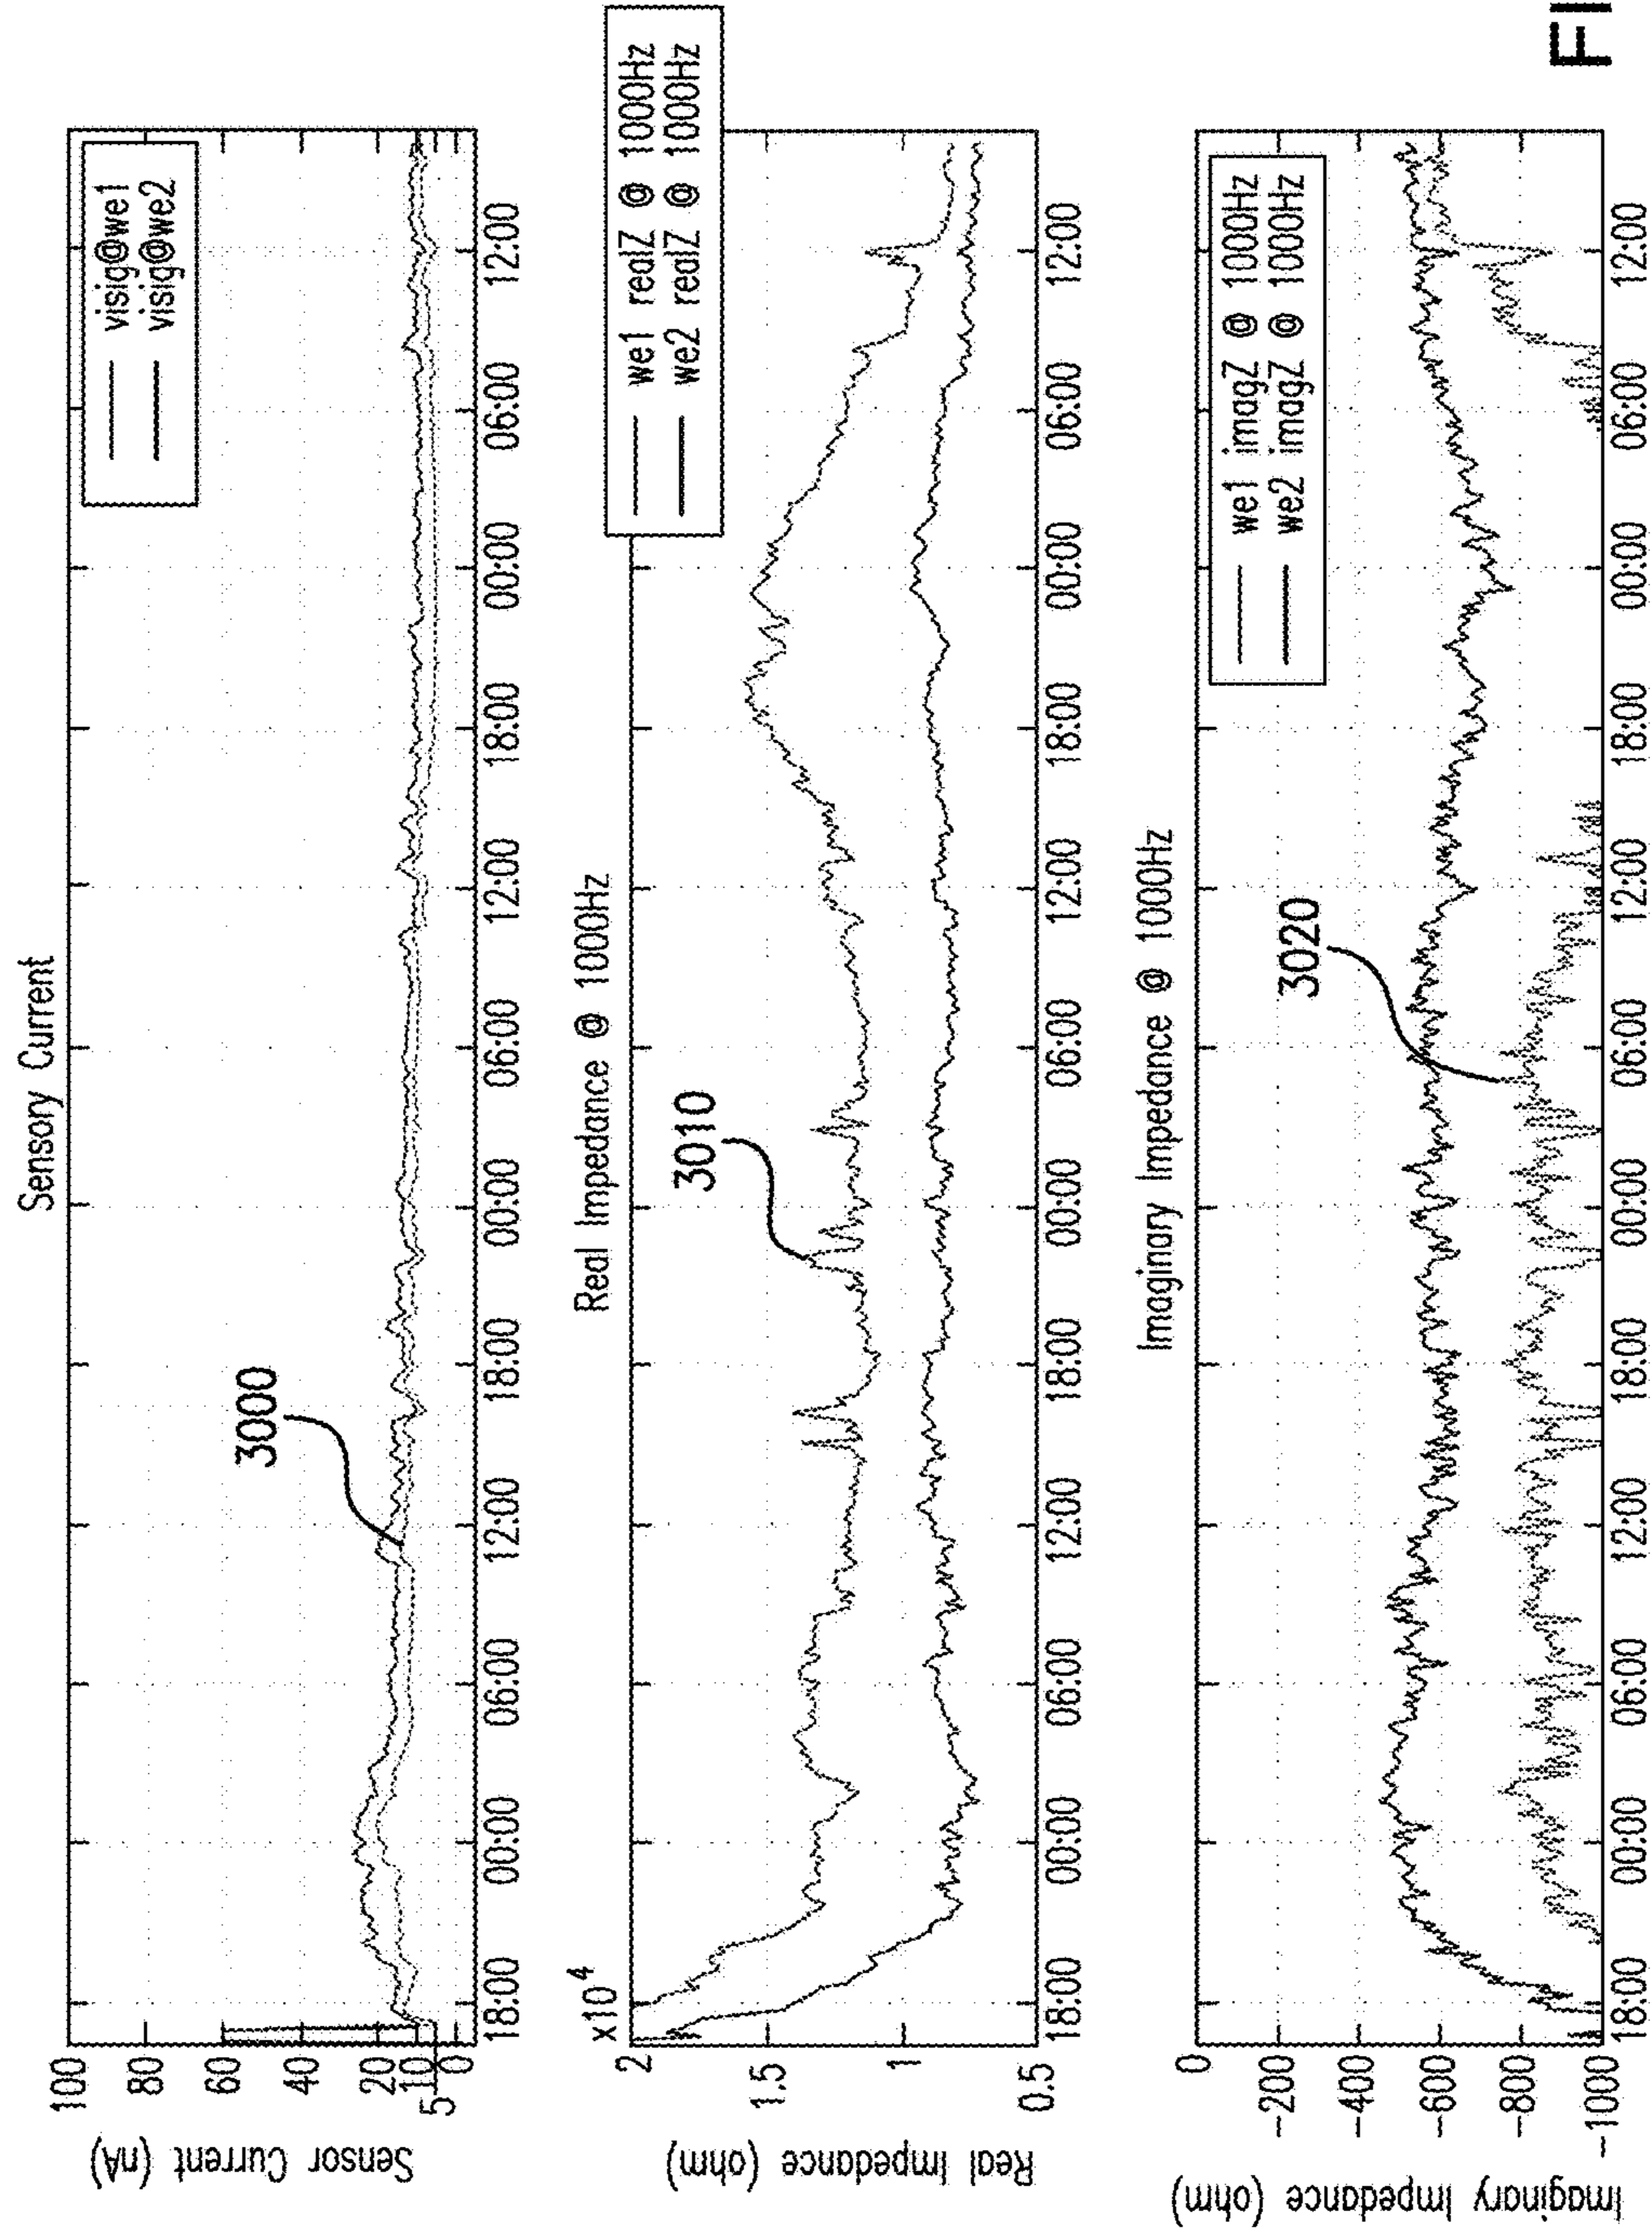 Sensory Current
Sensor Current (nA)
100
80
60
40
20
10
5
0
visig@we1
visig@we2
3000
18:00 00:00 06:00 12:00 18:00 00:00 06:00 12:00 18:00 00:00 06:00 12:00
Real Impedance @ 1000Hz
Real Impedance (ohm)
x10⁴
2
1.5
1
0.5
we1 realZ @ 1000Hz
we2 realZ @ 1000Hz
3010
18:00 00:00 06:00 12:00 18:00 00:00 06:00 12:00 18:00 00:00 06:00 12:00
Imaginary Impedance @ 1000Hz
Imaginary Impedance (ohm)
0
-200
-400
-600
-800
-1000
we1 imagZ @ 1000Hz
we2 imagZ @ 1000Hz
3020
18:00 00:00 06:00 12:00 18:00 00:00 06:00 12:00 18:00 00:00 06:00 12:00